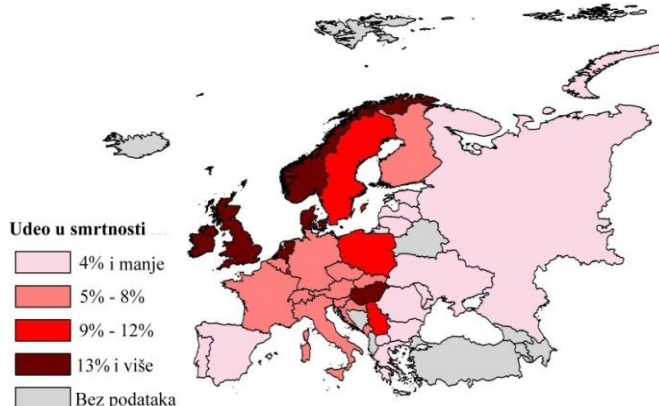 Udeo u smrtnosti
4% i manje
5% - 8%
9% - 12%
13% i više
Bez podataka